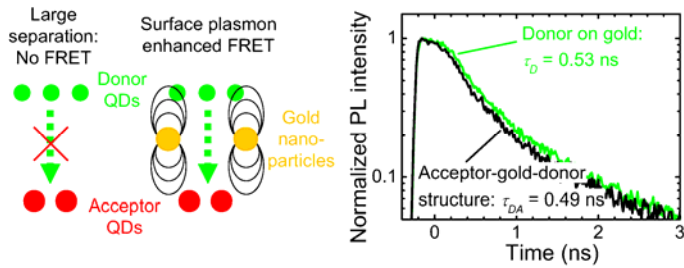 Large
separation:
No FRET
Surface plasmon
enhanced FRET
Donor
QDs
Gold
nano-
particles
Acceptor
QDs
Normalized PL intensity
1
0.1
Donor on gold:
τD = 0.53 ns
Acceptor-gold-donor
structure: τDA = 0.49 ns
0
1
2
3
Time (ns)